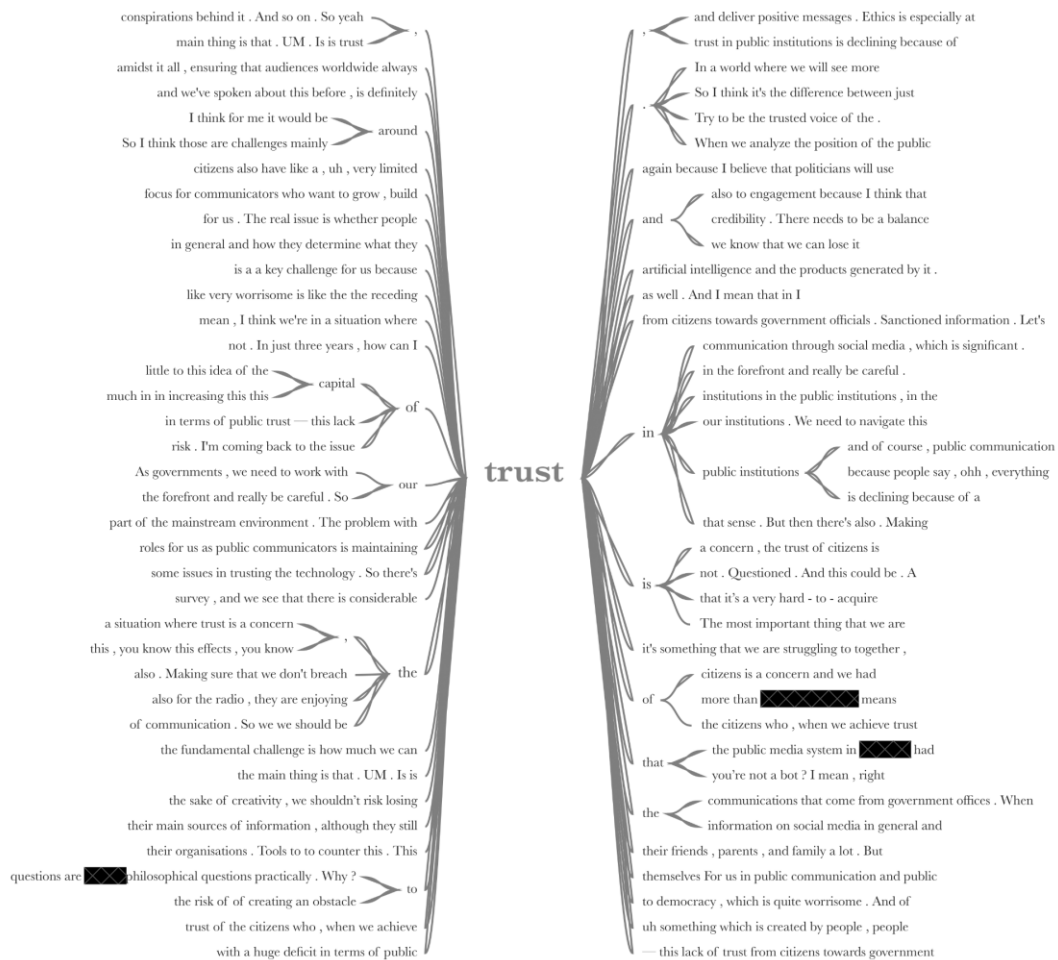 conspirations behind it . And so on . So yeah
main thing is that . UM . Is is trust
,
amidst it all , ensuring that audiences worldwide always
and we've spoken about this before , is definitely
I think for me it would be
So I think those are challenges mainly
around
citizens also have like a , uh , very limited
focus for communicators who want to grow , build
for us . The real issue is whether people
in general and how they determine what they
is a a key challenge for us because
like very worrisome is like the the receding
mean , I think we're in a situation where
not . In just three years , how can I
little to this idea of the
much in in increasing this this
capital
in terms of public trust — this lack
risk . I'm coming back to the issue
of
As governments , we need to work with
the forefront and really be careful . So
our
part of the mainstream environment . The problem with
roles for us as public communicators is maintaining
some issues in trusting the technology . So there's
survey , and we see that there is considerable
a situation where trust is a concern
this , you know this effects , you know
,
also . Making sure that we don't breach
also for the radio , they are enjoying
of communication . So we we should be
the
the fundamental challenge is how much we can
the main thing is that . UM . Is is
the sake of creativity , we shouldn't risk losing
their main sources of information , although they still
their organisations . Tools to to counter this . This
questions are philosophical questions practically . Why ?
the risk of of creating an obstacle
to
trust of the citizens who , when we achieve
with a huge deficit in terms of public
trust
,
and deliver positive messages . Ethics is especially at
trust in public institutions is declining because of
.
In a world where we will see more
So I think it's the difference between just
Try to be the trusted voice of the .
When we analyze the position of the public
again because I believe that politicians will use
and
also to engagement because I think that
credibility . There needs to be a balance
we know that we can lose it
artificial intelligence and the products generated by it .
as well . And I mean that in I
from citizens towards government officials . Sanctioned information . Let's
in
communication through social media , which is significant .
in the forefront and really be careful .
institutions in the public institutions , in the
our institutions . We need to navigate this
public institutions
and of course , public communication
because people say , ohh , everything
is declining because of a
that sense . But then there's also . Making
is
a concern , the trust of citizens is
not . Questioned . And this could be . A
that it's a very hard - to - acquire
The most important thing that we are
it's something that we are struggling to together ,
of
citizens is a concern and we had
more than means
the citizens who , when we achieve trust
that
the public media system in had
you're not a bot ? I mean , right
the
communications that come from government offices . When
information on social media in general and
their friends , parents , and family a lot . But
themselves For us in public communication and public
to democracy , which is quite worrisome . And of
uh something which is created by people , people
— this lack of trust from citizens towards government